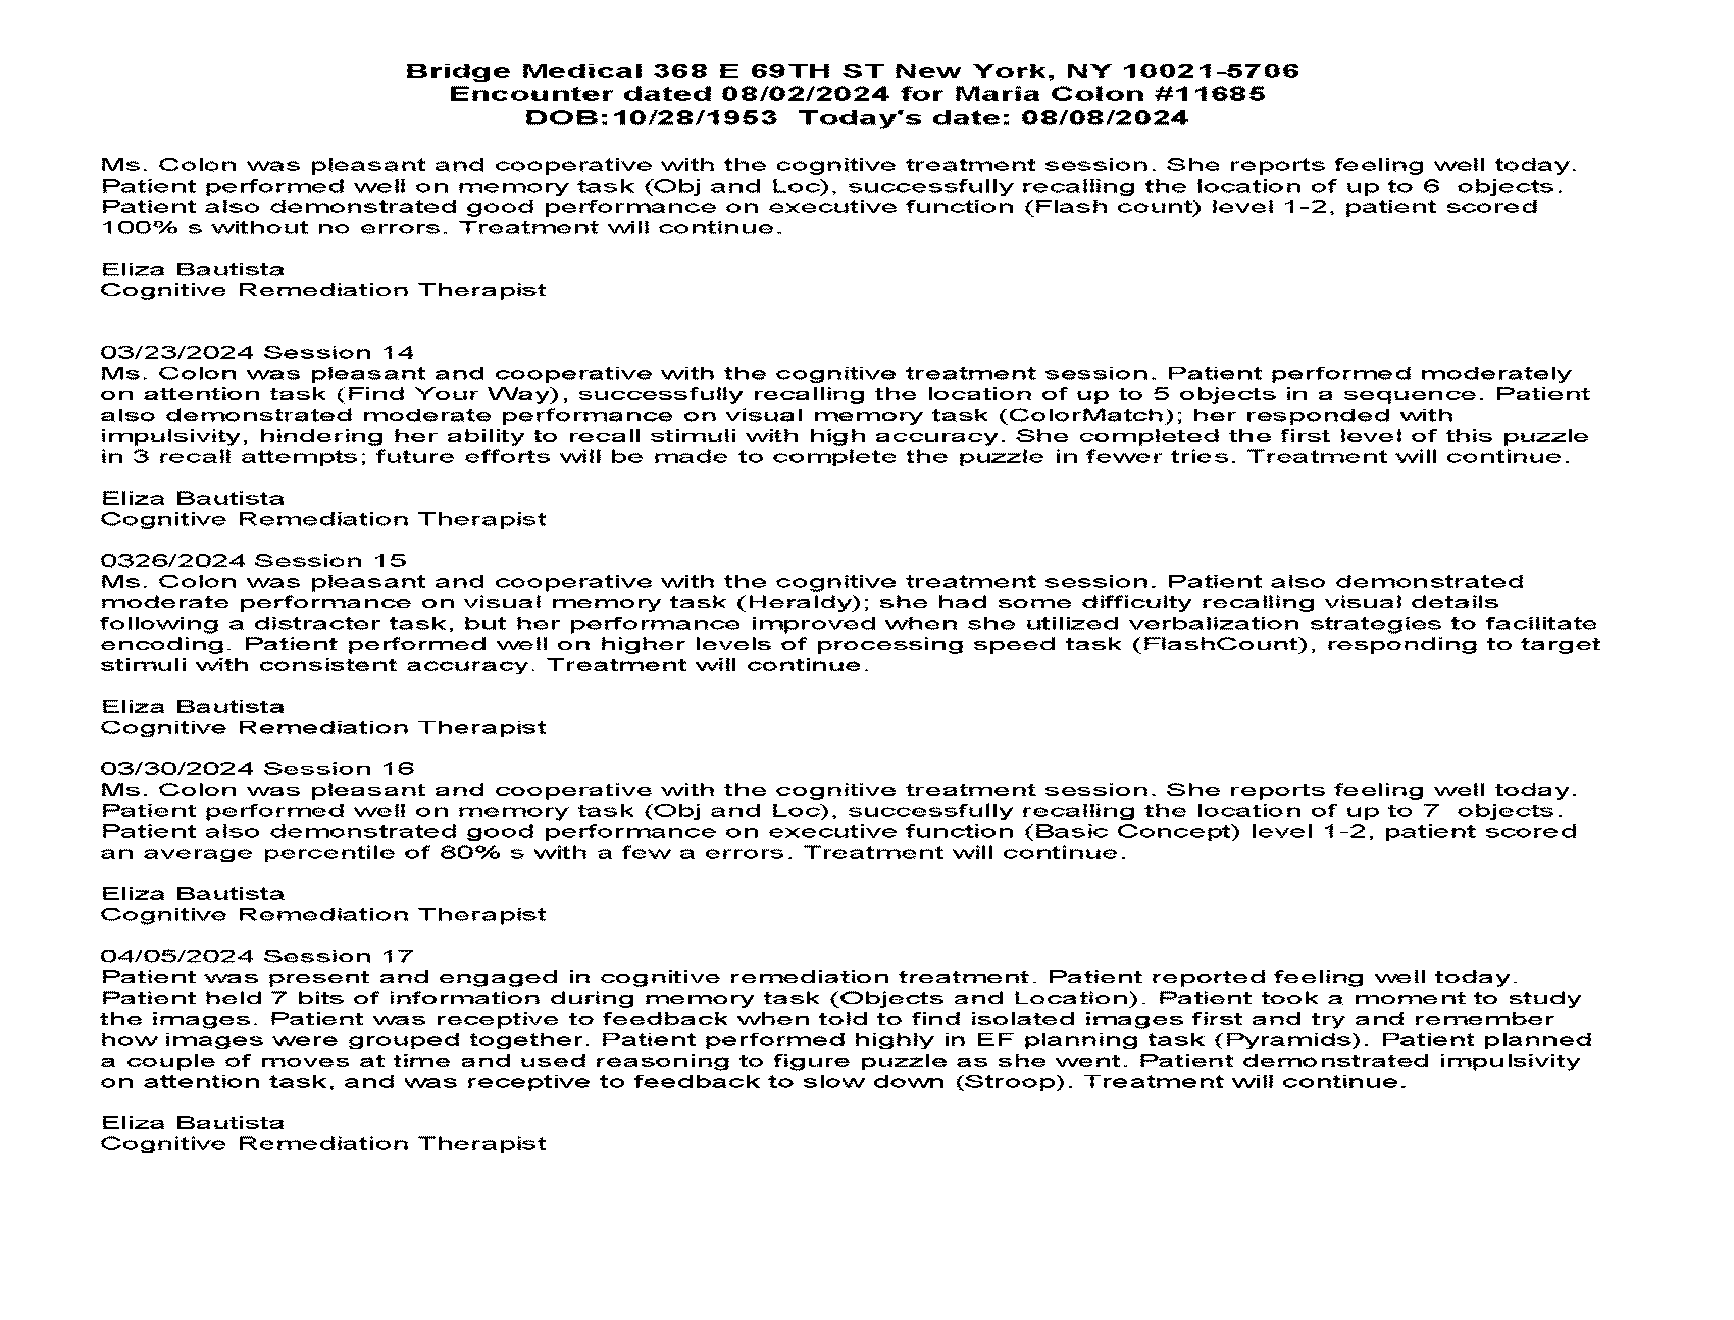 Bridge Medical 368 E 69TH ST New York, NY 10021-5706
Encounter dated 08/02/2024 for Maria Colon #11685
DOB:10/28/1953 Today's date: 08/08/2024
Ms. Colon was pleasant and cooperative with the cognitive treatment session. She reports feeling well today.
Patient performed well on memory task (Obj and Loc), successfully recalling the location of up to 6 objects.
Patient also demonstrated good performance on executive function (Flash count) level 1-2, patient scored
100% s without no errors. Treatment will continue.
Eliza Bautista
Cognitive Remediation Therapist
03/23/2024 Session 14
Ms. Colon was pleasant and cooperative with the cognitive treatment session. Patient performed moderately
on attention task (Find Your Way), successfully recalling the location of up to 5 objects in a sequence. Patient
also demonstrated moderate performance on visual memory task (ColorMatch); her responded with
impulsivity, hindering her ability to recall stimuli with high accuracy. She completed the first level of this puzzle
in 3 recall attempts; future efforts will be made to complete the puzzle in fewer tries. Treatment will continue.
Eliza Bautista
Cognitive Remediation Therapist
0326/2024 Session 15
Ms. Colon was pleasant and cooperative with the cognitive treatment session. Patient also demonstrated
moderate performance on visual memory task (Heraldy); she had some difficulty recalling visual details
following a distracter task, but her performance improved when she utilized verbalization strategies to facilitate
encoding. Patient performed well on higher levels of processing speed task (FlashCount), responding to target
stimuli with consistent accuracy. Treatment will continue.
Eliza Bautista
Cognitive Remediation Therapist
03/30/2024 Session 16
Ms. Colon was pleasant and cooperative with the cognitive treatment session. She reports feeling well today.
Patient performed well on memory task (Obj and Loc), successfully recalling the location of up to 7 objects.
Patient also demonstrated good performance on executive function (Basic Concept) level 1-2, patient scored
an average percentile of 80% s with a few a errors. Treatment will continue.
Eliza Bautista
Cognitive Remediation Therapist
04/05/2024 Session 17
Patient was present and engaged in cognitive remediation treatment. Patient reported feeling well today.
Patient held 7 bits of information during memory task (Objects and Location). Patient took a moment to study
the images. Patient was receptive to feedback when told to find isolated images first and try and remember
how images were grouped together. Patient performed highly in EF planning task (Pyramids). Patient planned
a couple of moves at time and used reasoning to figure puzzle as she went. Patient demonstrated impulsivity
on attention task, and was receptive to feedback to slow down (Stroop). Treatment will continue.
Eliza Bautista
Cognitive Remediation Therapist